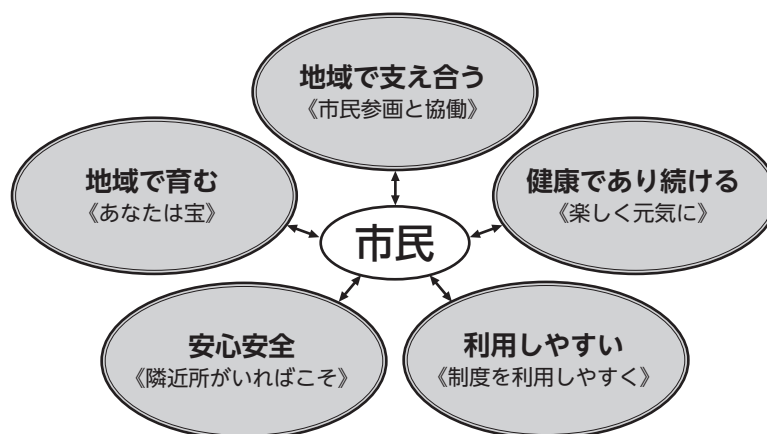 地域で支え合う
《市民参画と協働》
地域で育む
《あなたは宝》
健康であり続ける
《楽しく元気に》
市民
安心安全
《隣近所がいればこそ》
利用しやすい
《制度を利用しやすく》